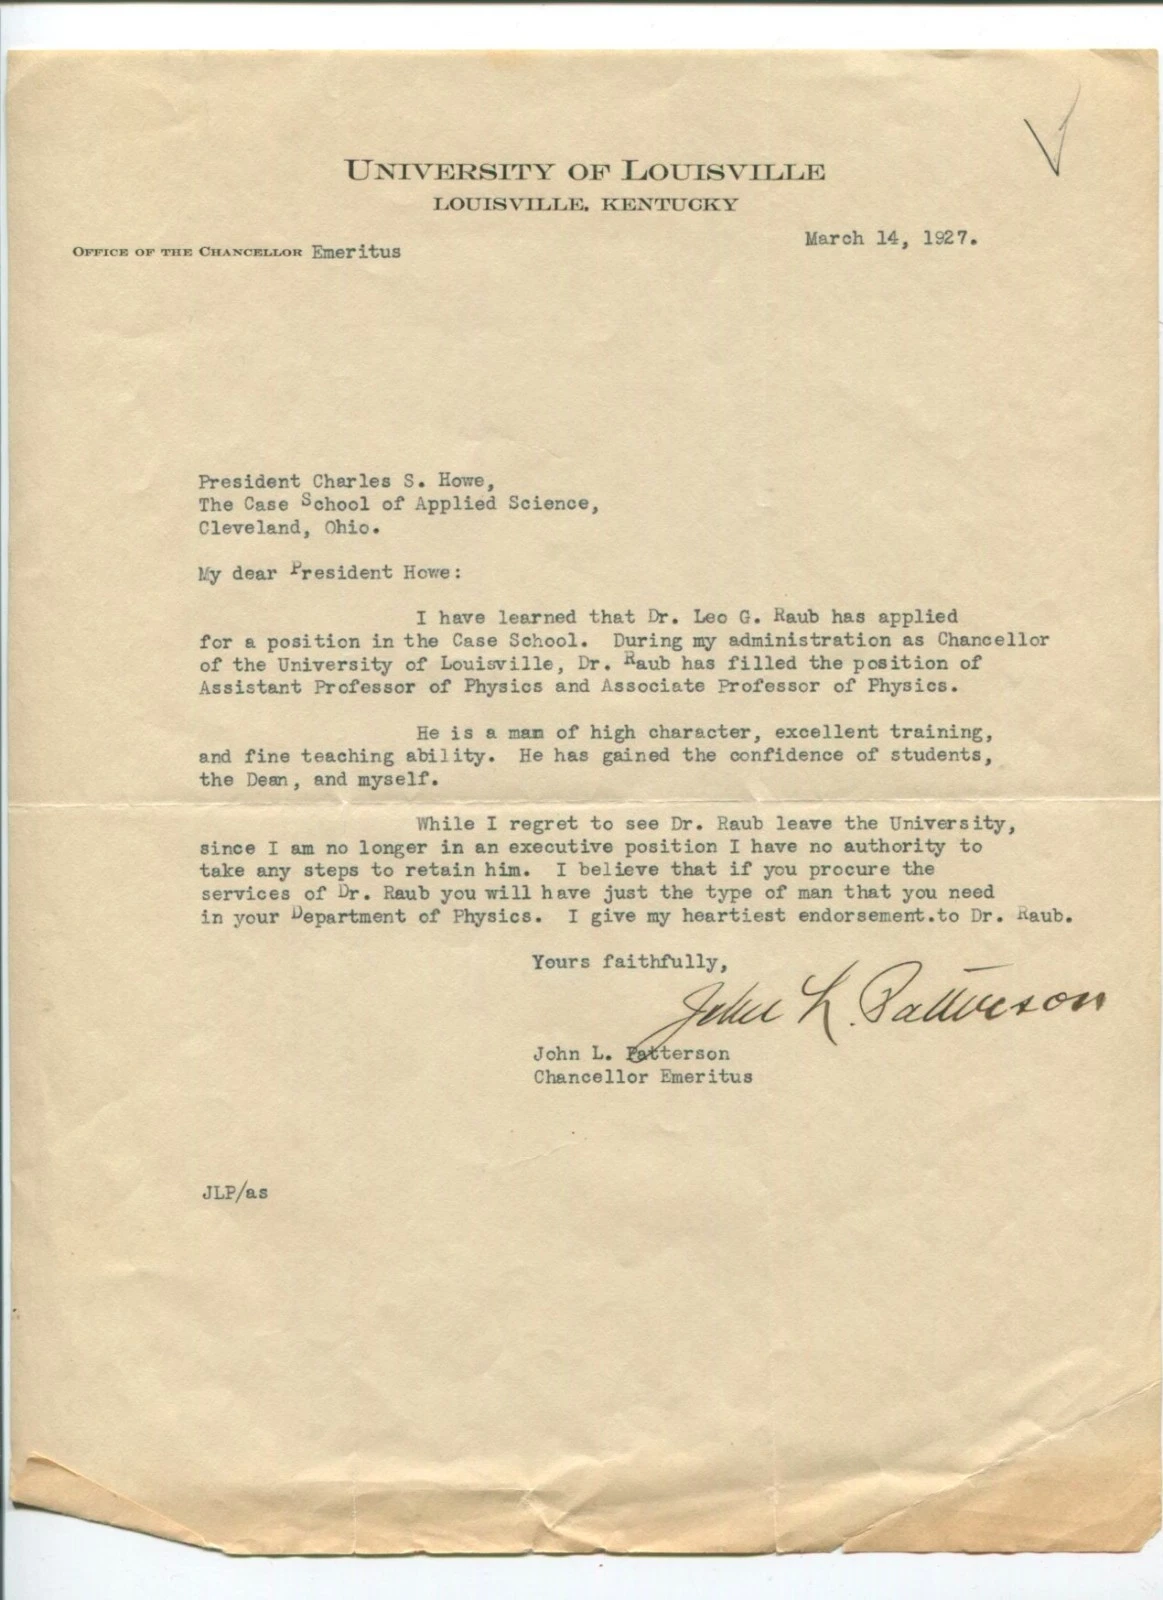 UNIVERSITY OF LOUISVILLE
LOUISVILLE, KENTUCKY
March 14, 1927.
OFFICE OF THE CHANCELLOR Emeritus
President Charles S. Howe,
The Case School of Applied Science,
Cleveland, Ohio.
My dear President Howe:
I have learned that Dr. Leo G. Raub has applied
for a position in the Case School. During my administration as Chancellor
of the University of Louisville, Dr. Raub has filled the position of
Assistant Professor of Physics and Associate Professor of Physics.
He is a man of high character, excellent training,
and fine teaching ability. He has gained the confidence of students,
the Dean, and myself.
While I regret to see Dr. Raub leave the University,
since I am no longer in an executive position I have no authority to
take any steps to retain him. I believe that if you procure the
services of Dr. Raub you will have just the type of man that you need
in your Department of Physics. I give my heartiest endorsement.to Dr. Raub.
Yours faithfully,
John L. Patterson
John L. Patterson
Chancellor Emeritus
JLP/as